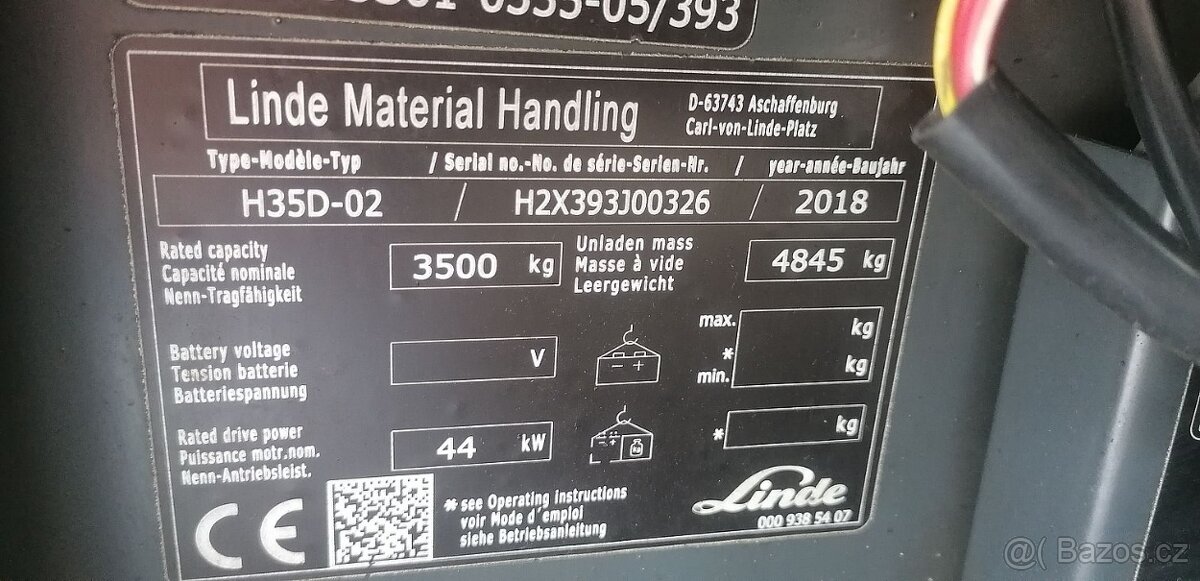 0335-05/393
Linde Material Handling
D-63743 Aschaffenburg
Carl-von-Linde-Platz
Type-Modèle-Typ / Serial no.-No. de série-Serien-Nr. / year-année-Baujahr
H35D-02 / H2X393J00326 / 2018
Rated capacity
Capacité nominale
Nenn-Tragfähigkeit
3500 kg
Unladen mass
Masse à vide
Leergewicht
4845 kg
Battery voltage
Tension batterie
Batteriespannung
V
- +
max. kg
*
min. kg
Rated drive power
Puissance motr.nom.
Nenn-Antriebsleist.
44 kW
* kg
CE
* see Operating instructions
voir Mode d'emploi
siehe Betriebsanleitung
Linde
000 938 54 07
@( Bazos.cz